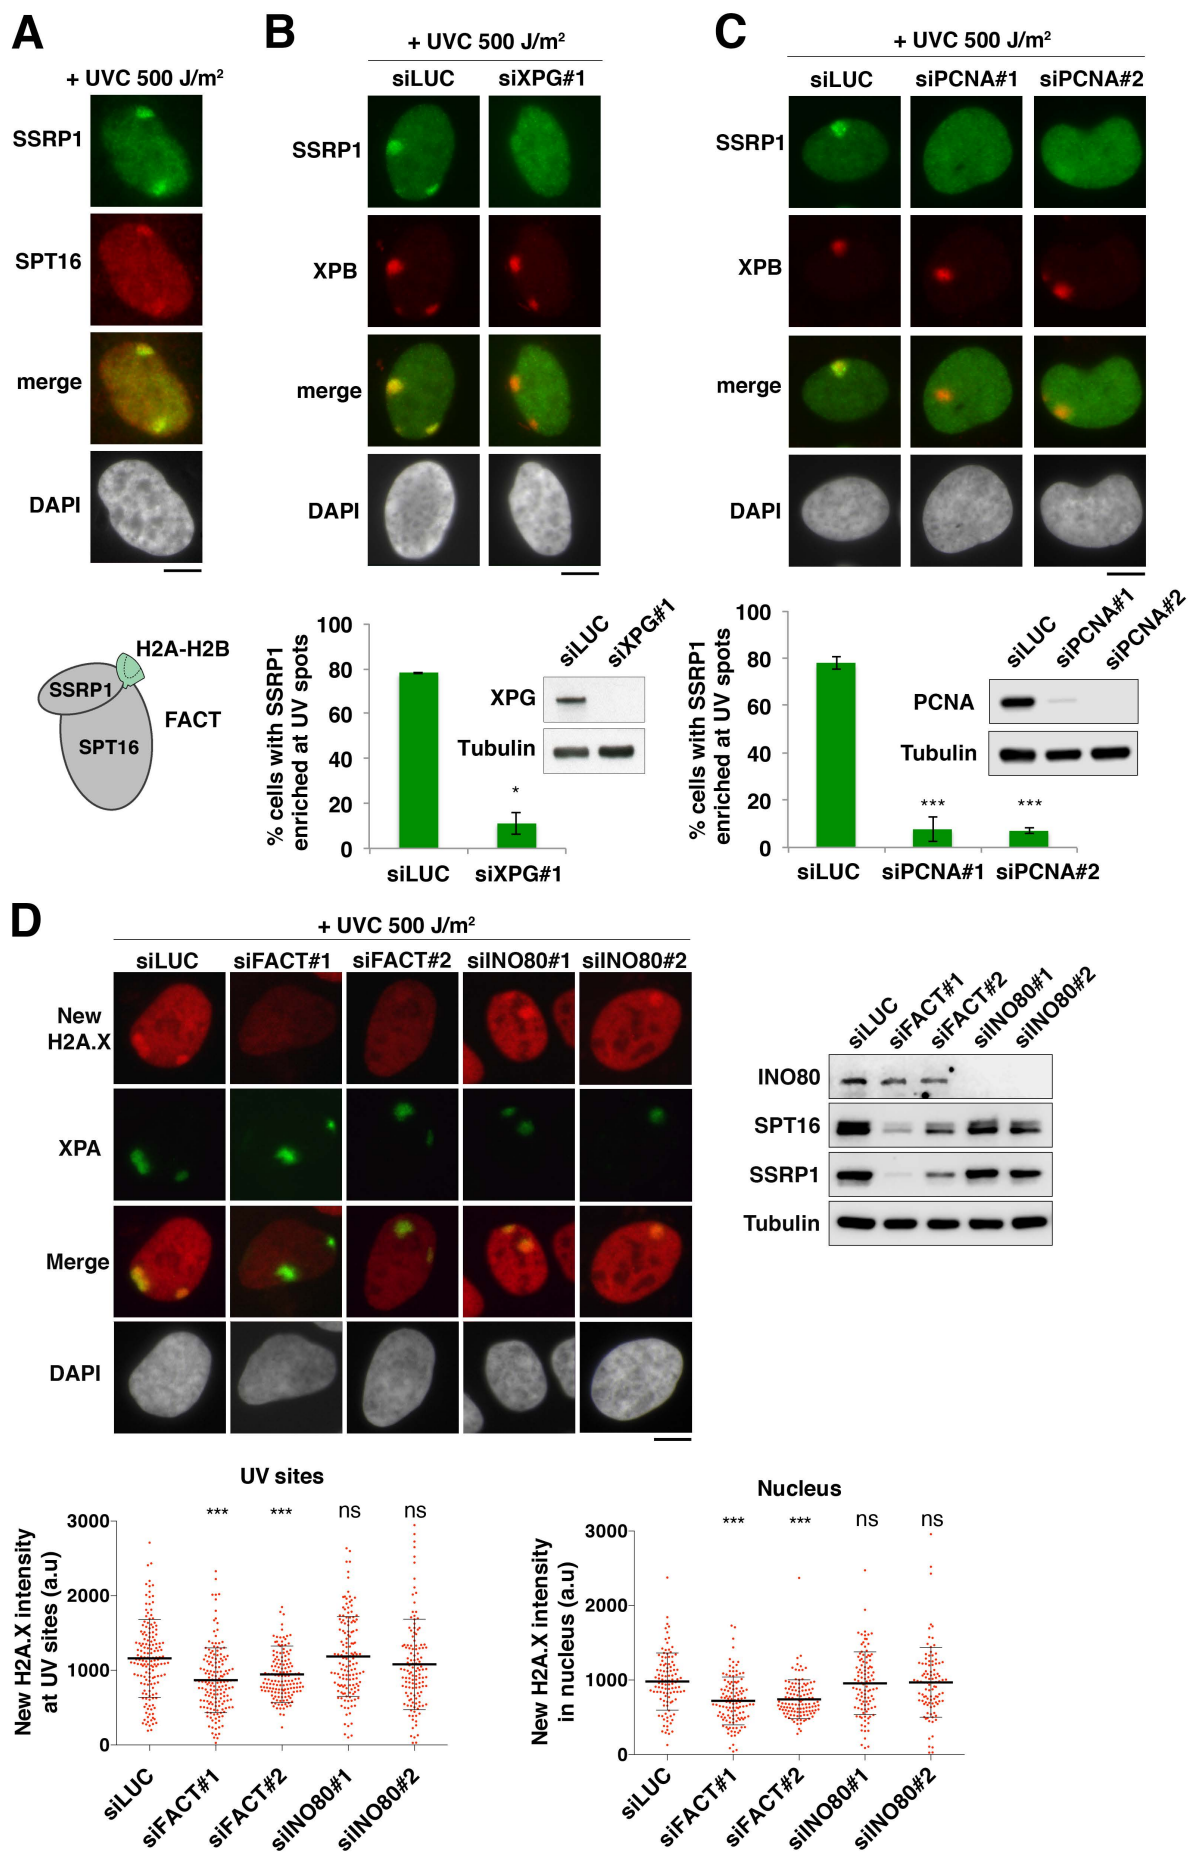 A
+ UVC 500 J/m²
SSRP1
SPT16
merge
DAPI
SSRP1
SPT16
H2A-H2B
FACT
B
+ UVC 500 J/m²
siLUC siXPG#1
SSRP1
XPB
merge
DAPI
% cells with SSRP1
enriched at UV spots
100
80
60
40
20
0
*
siLUC siXPG#1
siLUC siXPG#1
XPG
Tubulin
C
+ UVC 500 J/m²
siLUC siPCNA#1 siPCNA#2
SSRP1
XPB
merge
DAPI
% cells with SSRP1
enriched at UV spots
100
80
60
40
20
0
*** ***
siLUC siPCNA#1 siPCNA#2
siLUC siPCNA#1 siPCNA#2
PCNA
Tubulin
D
+ UVC 500 J/m²
siLUC siFACT#1 siFACT#2 siINO80#1 siINO80#2
New
H2A.X
XPA
Merge
DAPI
siLUC siFACT#1 siFACT#2 siINO80#1 siINO80#2
INO80
SPT16
SSRP1
Tubulin
UV sites
New H2A.X intensity
at UV sites (a.u)
*** *** ns ns
3000
2000
1000
0
siLUC siFACT#1 siFACT#2 siINO80#1 siINO80#2
Nucleus
New H2A.X intensity
in nucleus (a.u)
*** *** ns ns
3000
2000
1000
0
siLUC siFACT#1 siFACT#2 siINO80#1 siINO80#2